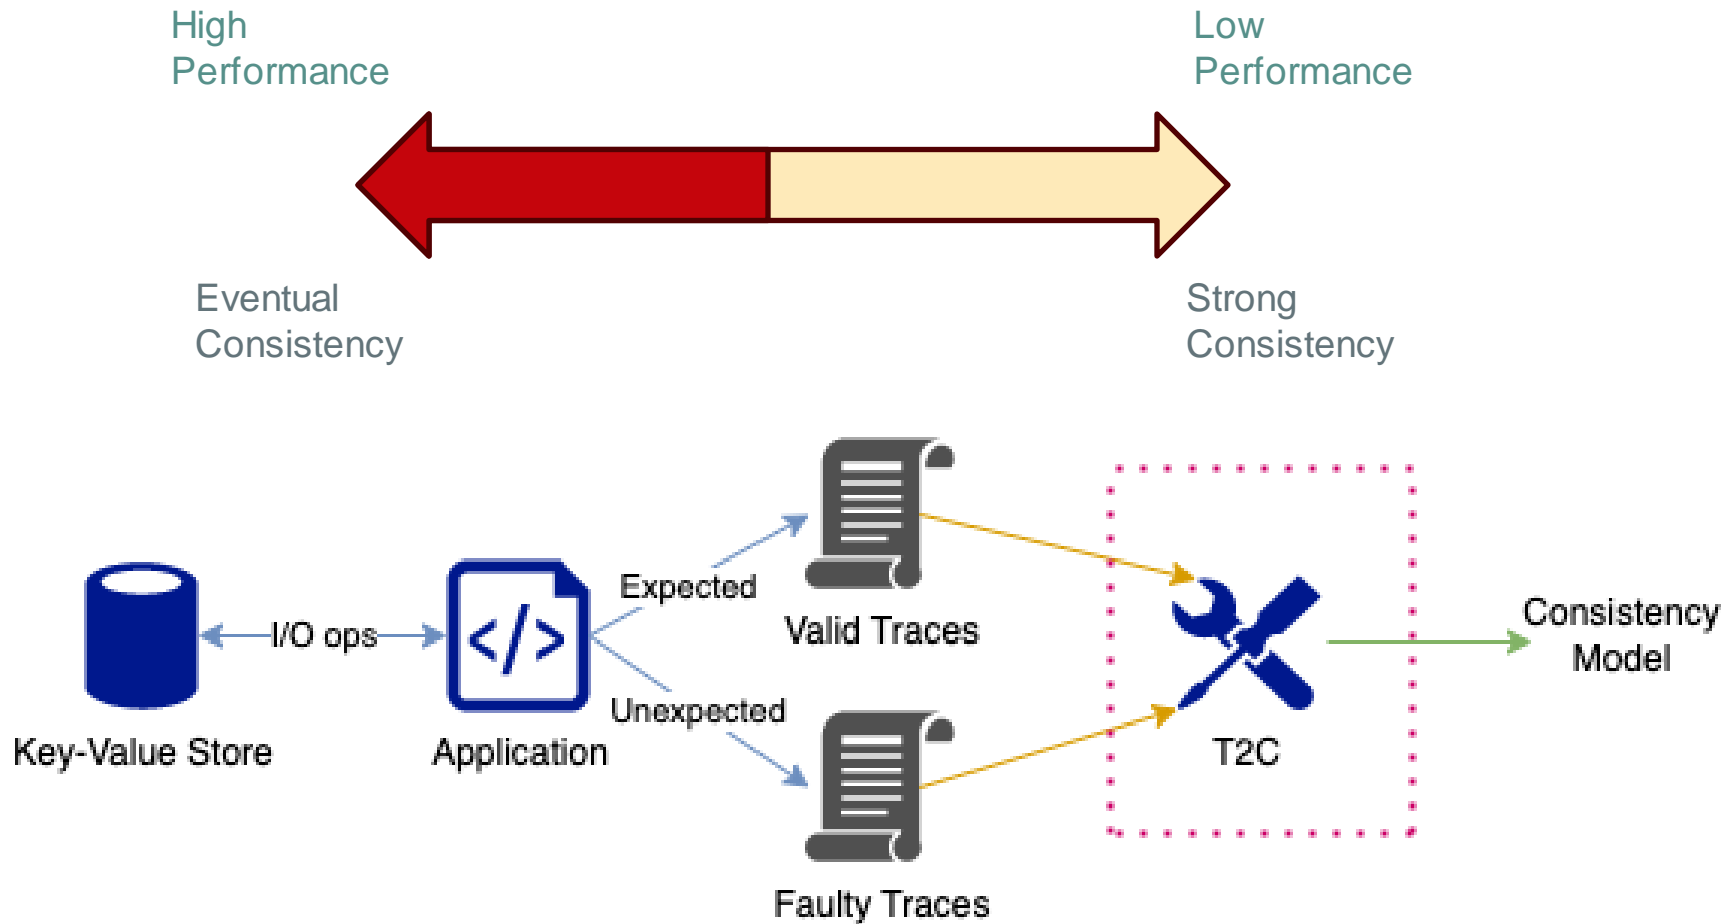 High
Performance
Low
Performance
Eventual
Consistency
Strong
Consistency
Expected
Valid Traces
I/O ops
</>
Consistency
Model
Unexpected
Key-Value Store
Application
T2C
Faulty Traces